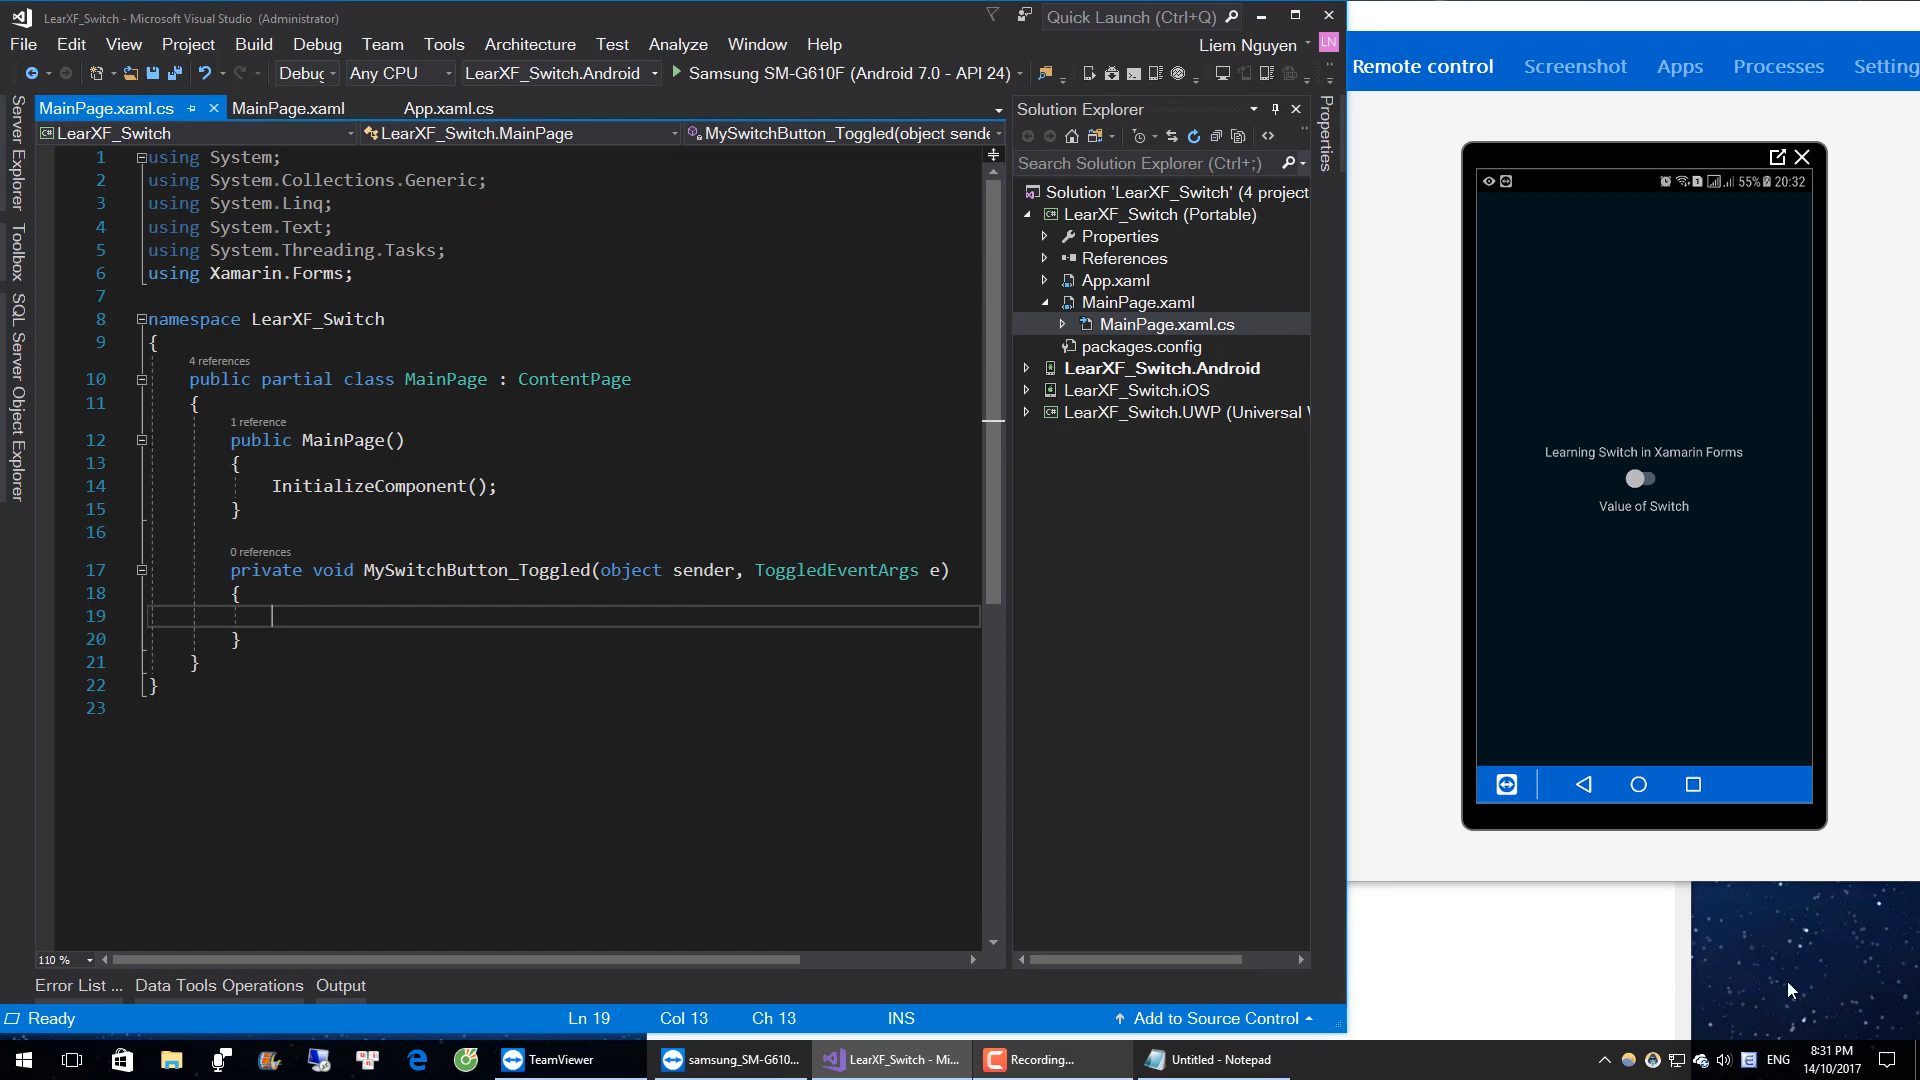 LearXF_Switch - Microsoft Visual Studio (Administrator)
Quick Launch (Ctrl+Q)
File Edit View Project Build Debug Team Tools Architecture Test Analyze Window Help
Liem Nguyen LN
Debug Any CPU LearXF_Switch.Android Samsung SM-G610F (Android 7.0 - API 24)
MainPage.xaml.cs MainPage.xaml App.xaml.cs
LearXF_Switch LearXF_Switch.MainPage MySwitchButton_Toggled(object sende
Server Explorer
Toolbox
SQL Server Object Explorer
1 using System;
2 using System.Collections.Generic;
3 using System.Linq;
4 using System.Text;
5 using System.Threading.Tasks;
6 using Xamarin.Forms;
7
8 namespace LearXF_Switch
9 {
4 references
10 public partial class MainPage : ContentPage
11 {
1 reference
12 public MainPage()
13 {
14 InitializeComponent();
15 }
16
0 references
17 private void MySwitchButton_Toggled(object sender, ToggledEventArgs e)
18 {
19
20 }
21 }
22 }
23
110 %
Error List ... Data Tools Operations Output
Ready Ln 19 Col 13 Ch 13 INS Add to Source Control
Solution Explorer
Search Solution Explorer (Ctrl+;)
Solution 'LearXF_Switch' (4 project
LearXF_Switch (Portable)
Properties
References
App.xaml
MainPage.xaml
MainPage.xaml.cs
packages.config
LearXF_Switch.Android
LearXF_Switch.iOS
LearXF_Switch.UWP (Universal
Properties
Remote control Screenshot Apps Processes Setting
55% 20:32
Learning Switch in Xamarin Forms
Value of Switch
TeamViewer samsung_SM-G610... LearXF_Switch - Mi... Recording... Untitled - Notepad
ENG
8:31 PM
14/10/2017